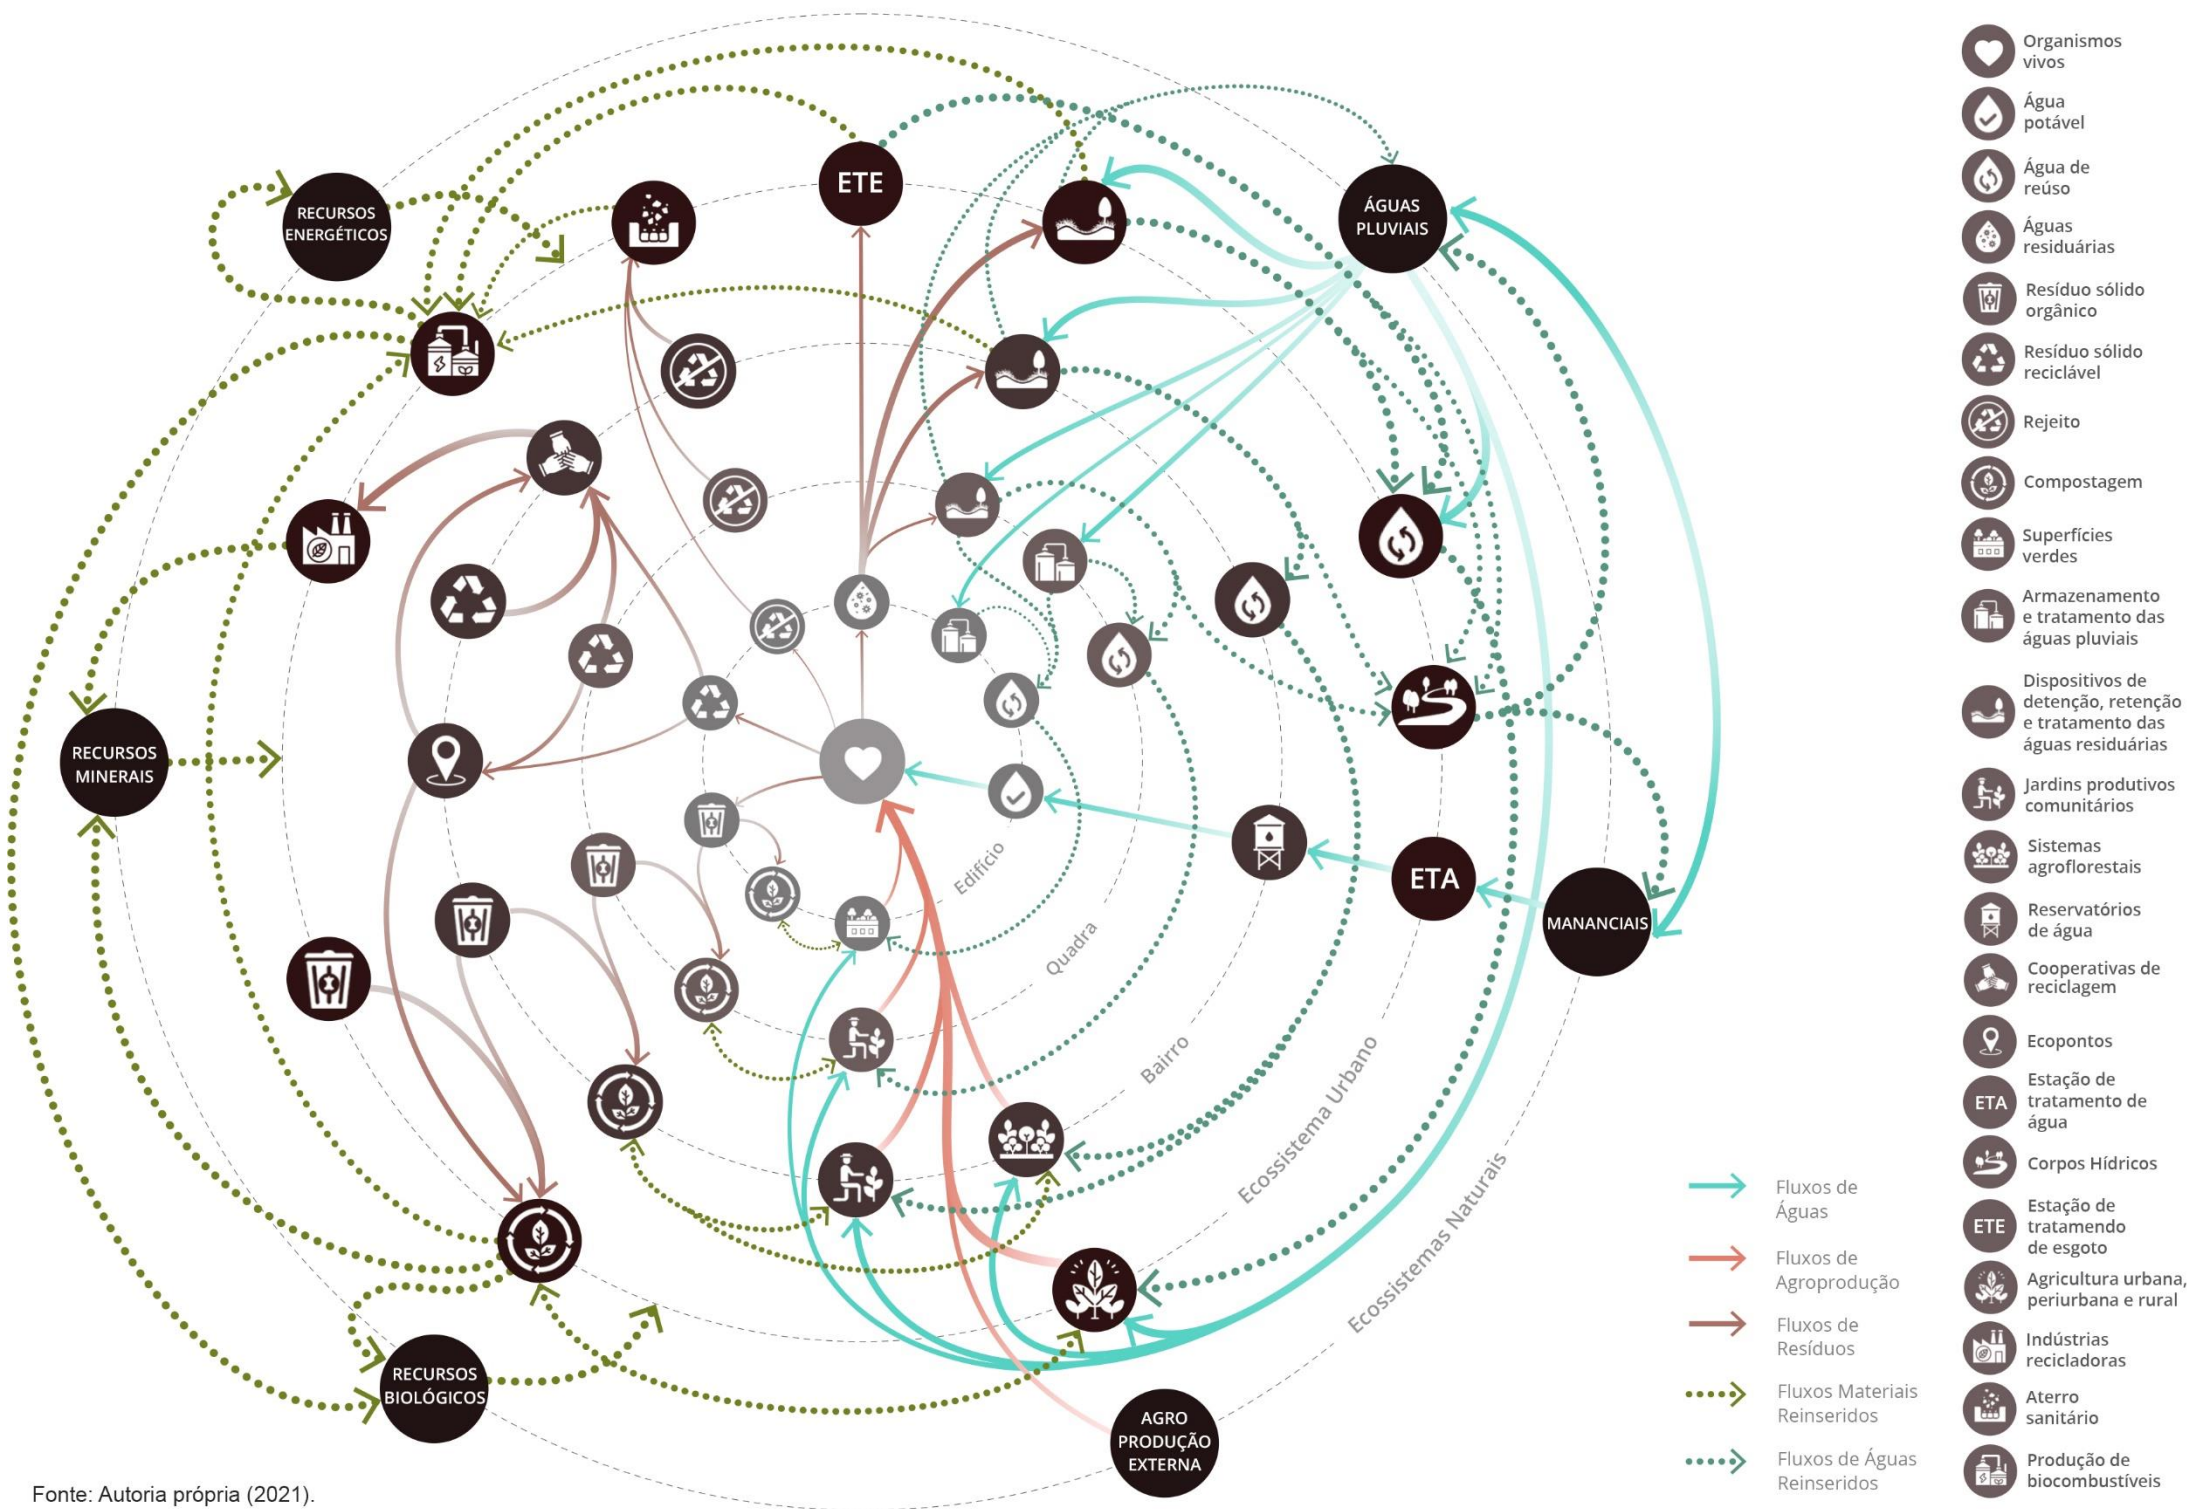 RECURSOS
ENERGÉTICOS
ETE
ÁGUAS
PLUVIAIS
RECURSOS
MINERAIS
ETA
MANANCIAIS
RECURSOS
BIOLÓGICOS
AGRO
PRODUÇÃO
EXTERNA
Edifício
Quadra
Bairro
Ecossistema Urbano
Ecossistemas Naturais
Organismos
vivos
Água
potável
Água de
reúso
Águas
residuárias
Resíduo sólido
orgânico
Resíduo sólido
reciclável
Rejeito
Compostagem
Superfícies
verdes
Armazenamento
e tratamento das
águas pluviais
Dispositivos de
detenção, retenção
e tratamento das
águas residuárias
Jardins produtivos
comunitários
Sistemas
agroflorestais
Reservatórios
de água
Cooperativas de
reciclagem
Ecopontos
ETA
Estação de
tratamento de
água
Corpos Hídricos
ETE
Estação de
tratamendo
de esgoto
Agricultura urbana,
periurbana e rural
Indústrias
recicladoras
Aterro
sanitário
Produção de
biocombustíveis
Fluxos de
Águas
Fluxos de
Agroprodução
Fluxos de
Resíduos
Fluxos Materiais
Reinseridos
Fluxos de Águas
Reinseridos
Fonte: Autoria própria (2021).